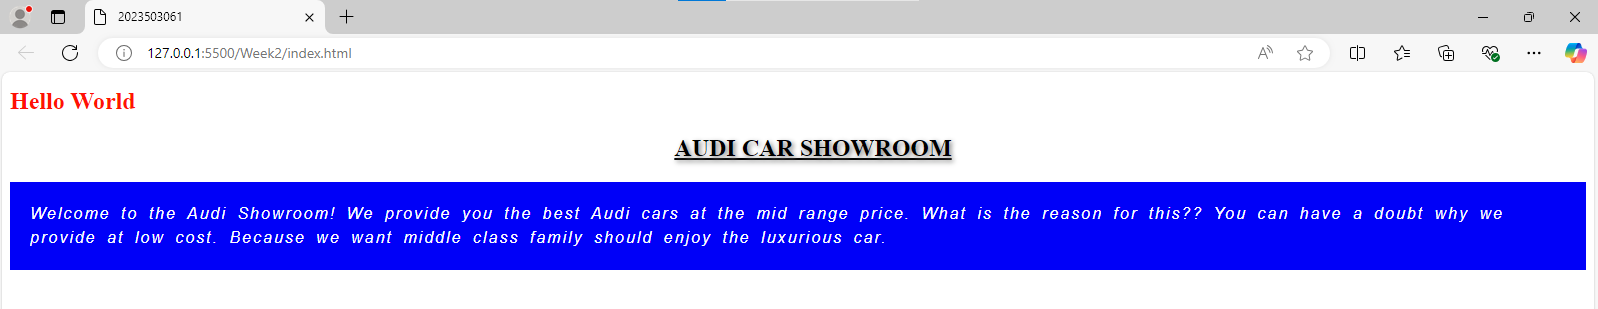 2023503061
127.0.0.1:5500/Week2/index.html
Hello World
AUDI CAR SHOWROOM
Welcome to the Audi Showroom! We provide you the best Audi cars at the mid range price. What is the reason for this?? You can have a doubt why we
provide at low cost. Because we want middle class family should enjoy the luxurious car.